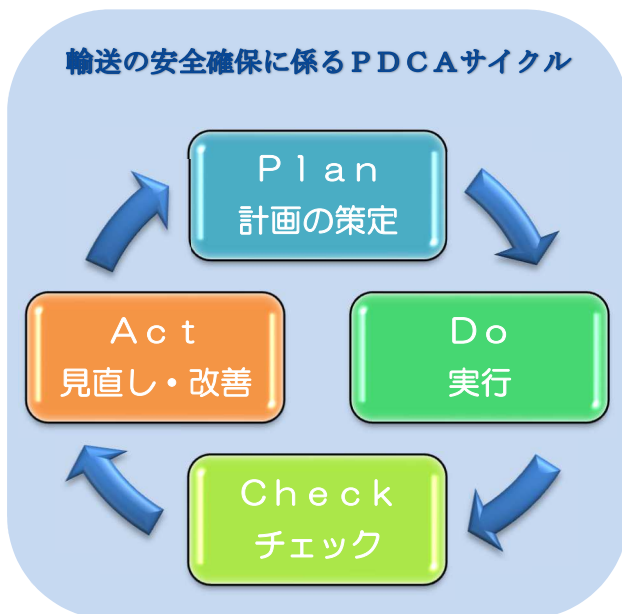 輸送の安全確保に係るPDCAサイクル
Plan
計画の策定
Do
実行
Check
チェック
Act
見直し・改善